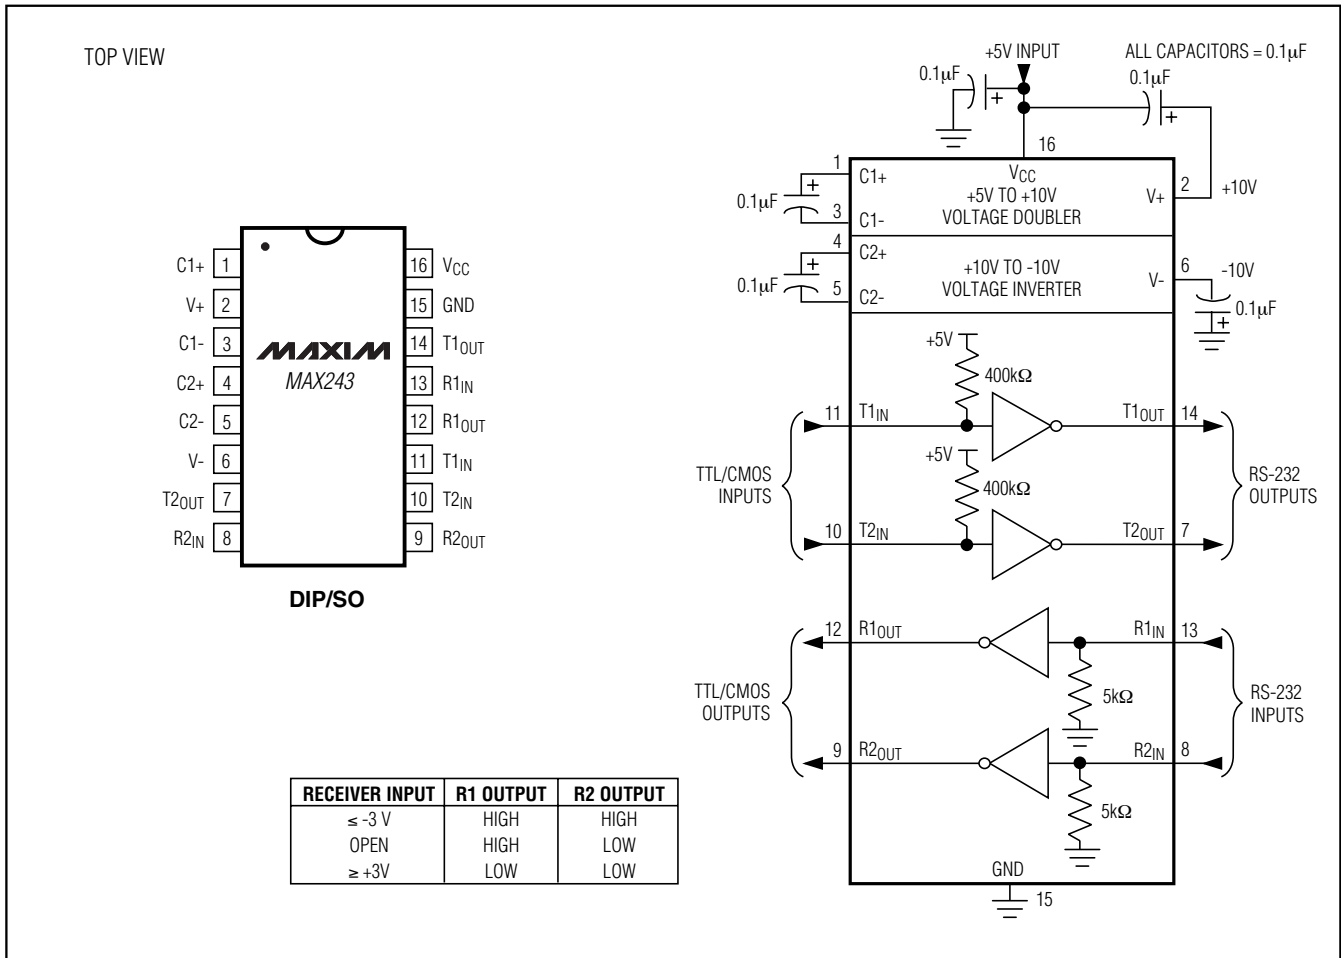 TOP VIEW
C1+ 1
V+ 2
C1- 3
C2+ 4
C2- 5
V- 6
T2OUT 7
R2IN 8
16 VCC
15 GND
14 T1OUT
13 R1IN
12 R1OUT
11 T1IN
10 T2IN
9 R2OUT
MAXIM
MAX243
DIP/SO
RECEIVER INPUT R1 OUTPUT R2 OUTPUT
≤ -3 V HIGH HIGH
OPEN HIGH LOW
≥ +3V LOW LOW
+5V INPUT
ALL CAPACITORS = 0.1µF
0.1µF
+
0.1µF
+
16
VCC
+5V TO +10V
VOLTAGE DOUBLER
1
C1+
+
0.1µF
3
C1-
V+
2
+10V
4
C2+
+
0.1µF
5
C2-
+10V TO -10V
VOLTAGE INVERTER
V-
6
-10V
0.1µF
+
+5V
400kΩ
11
T1IN
T1OUT
14
+5V
400kΩ
TTL/CMOS
INPUTS
RS-232
OUTPUTS
10
T2IN
T2OUT
7
12
R1OUT
R1IN
13
5kΩ
TTL/CMOS
OUTPUTS
RS-232
INPUTS
9
R2OUT
R2IN
8
5kΩ
GND
15